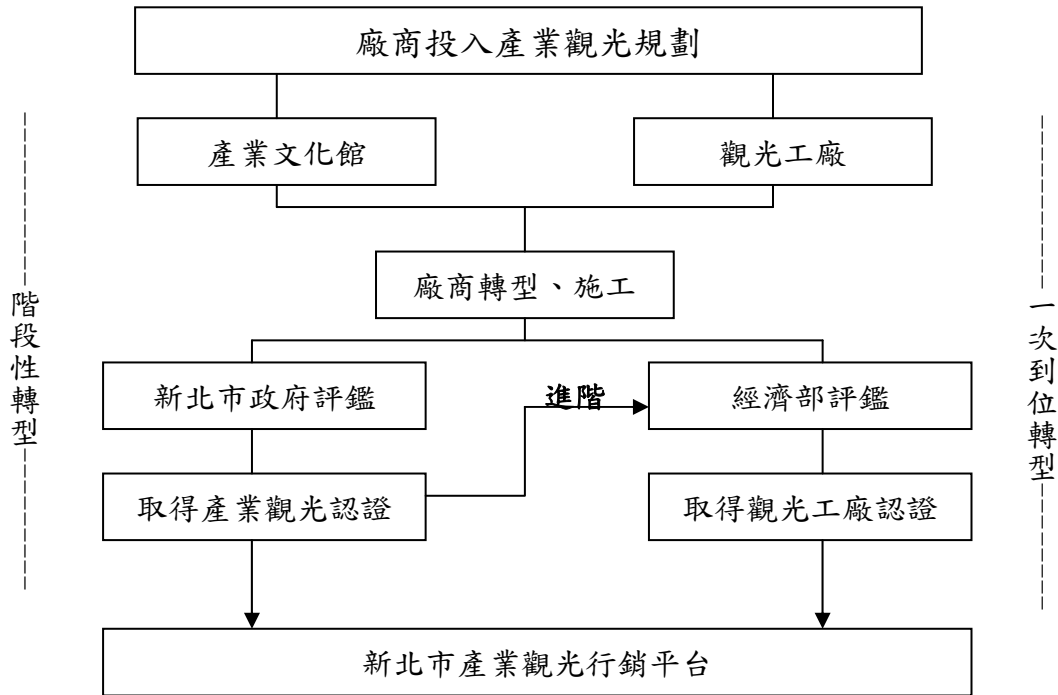 廠商投入產業觀光規劃
產業文化館
觀光工廠
廠商轉型、施工
階段性轉型
一次到位轉型
新北市政府評鑑
進階
經濟部評鑑
取得產業觀光認證
取得觀光工廠認證
新北市產業觀光行銷平台